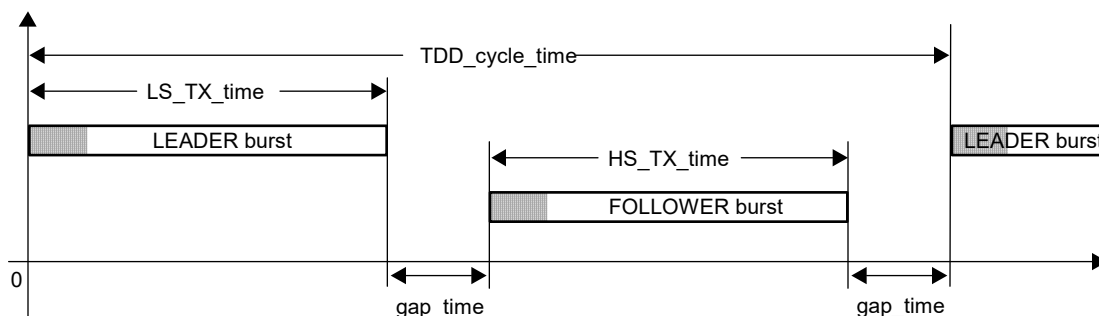 TDD_cycle_time
LS_TX_time
LEADER burst
LEADER burst
HS_TX_time
FOLLOWER burst
0
gap_time
gap_time